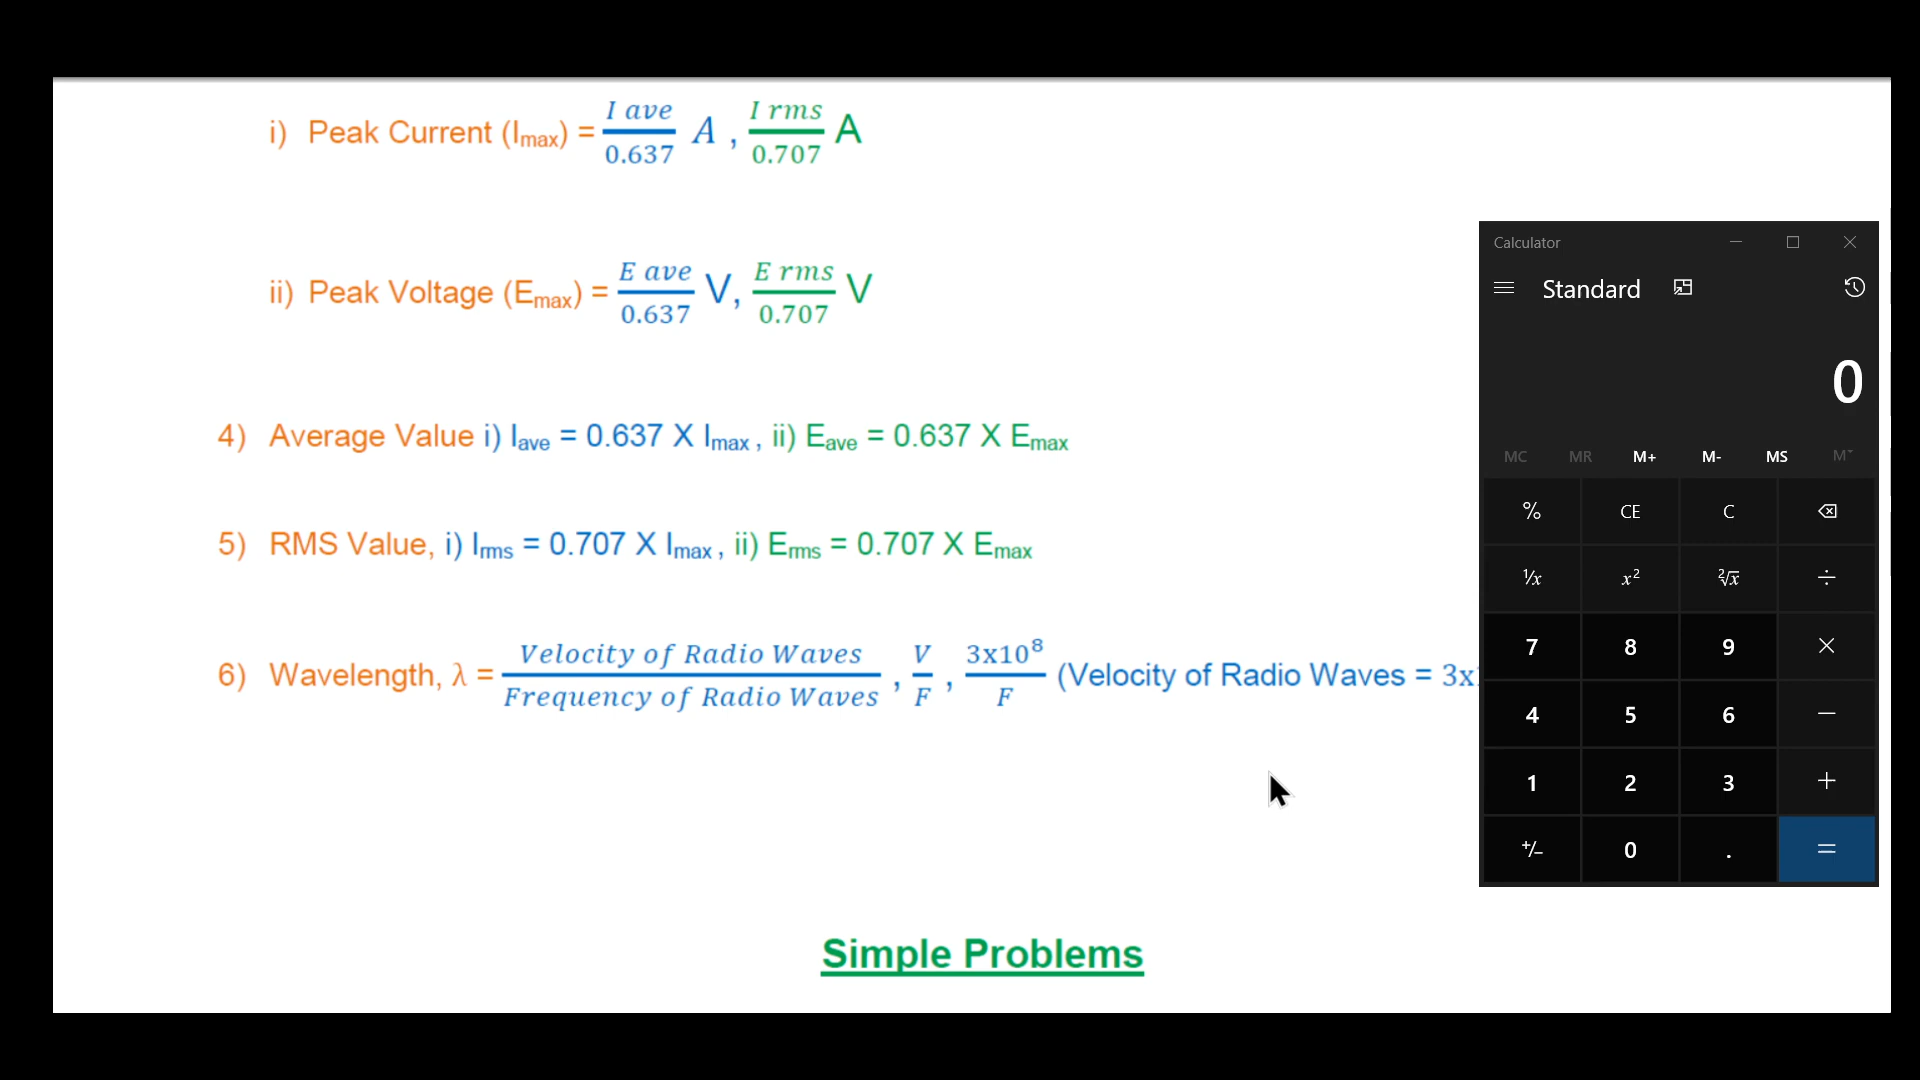 i) Peak Current (Imax) = I ave / 0.637 A , I rms / 0.707 A
ii) Peak Voltage (Emax) = E ave / 0.637 V, E rms / 0.707 V
4) Average Value i) Iave = 0.637 X Imax , ii) Eave = 0.637 X Emax
5) RMS Value, i) Irms = 0.707 X Imax , ii) Erms = 0.707 X Emax
6) Wavelength, λ = Velocity of Radio Waves / Frequency of Radio Waves , V / F , 3x10⁸ / F (Velocity of Radio Waves = 3x
Simple Problems
Calculator
Standard
0
MC MR M+ M- MS M˅
% CE C
¹⁄x x² ²√x ÷
7 8 9 ×
4 5 6 −
1 2 3 +
+/− 0 . =